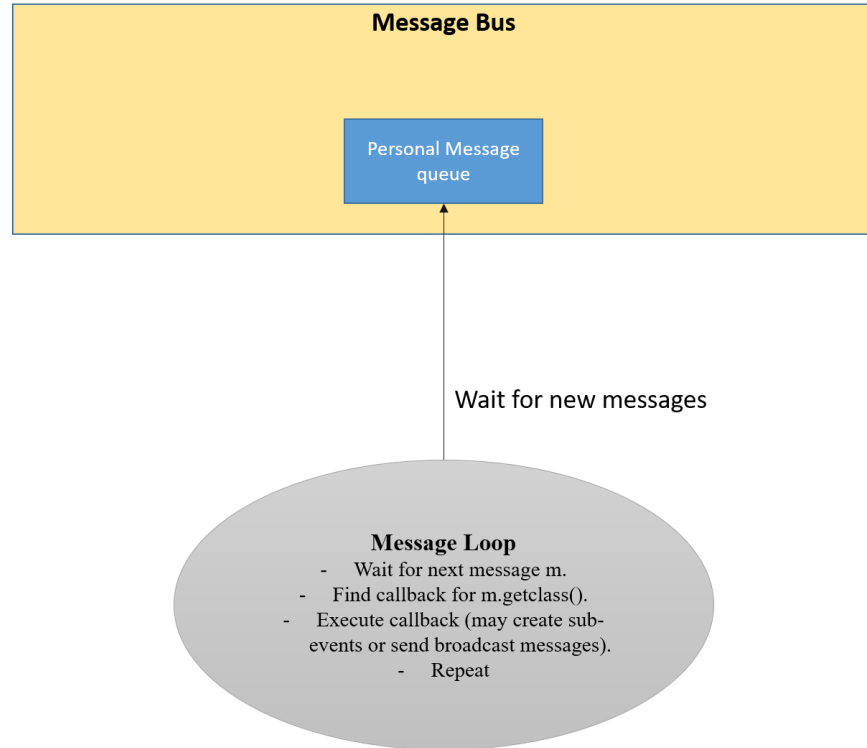 Message Bus
Personal Message
queue
Wait for new messages
Message Loop
- Wait for next message m.
- Find callback for m.getclass().
- Execute callback (may create sub-
events or send broadcast messages).
- Repeat